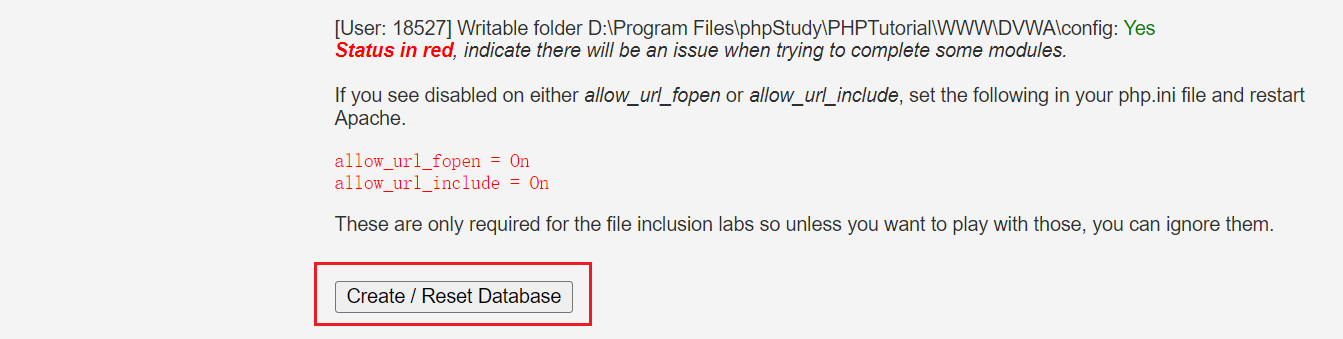 [User: 18527] Writable folder D:\Program Files\phpStudy\PHPTutorial\WWW\DVWA\config: Yes
Status in red, indicate there will be an issue when trying to complete some modules.
If you see disabled on either allow_url_fopen or allow_url_include, set the following in your php.ini file and restart
Apache.
allow_url_fopen = On
allow_url_include = On
These are only required for the file inclusion labs so unless you want to play with those, you can ignore them.
Create / Reset Database